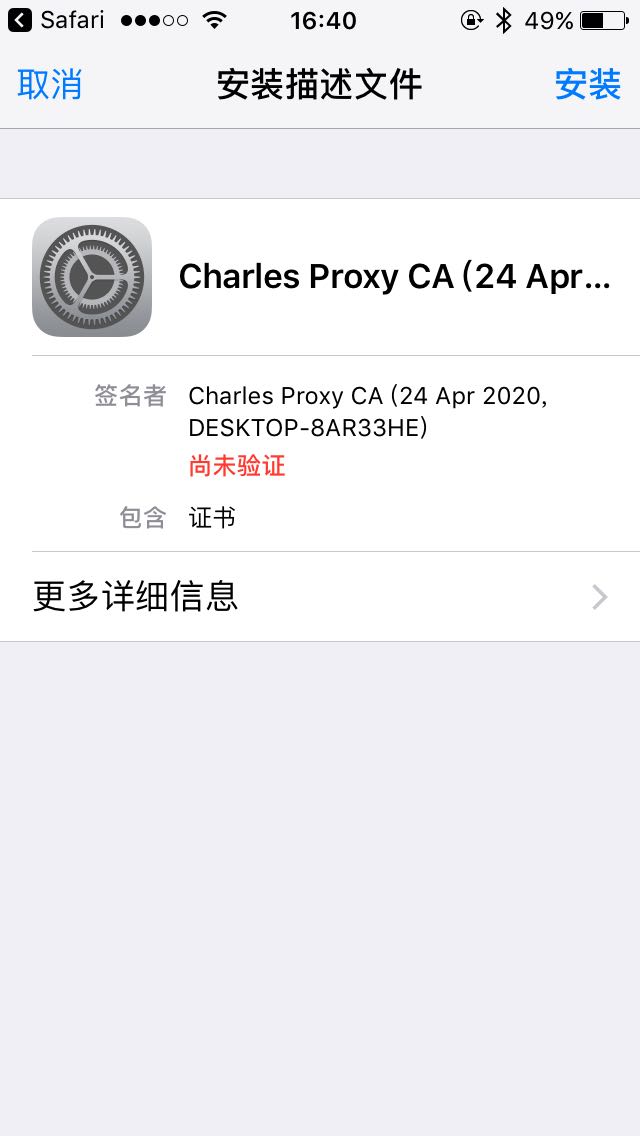 Safari 16:40 49%
取消 安装描述文件 安装
Charles Proxy CA (24 Apr...
签名者 Charles Proxy CA (24 Apr 2020,
DESKTOP-8AR33HE)
尚未验证
包含 证书
更多详细信息